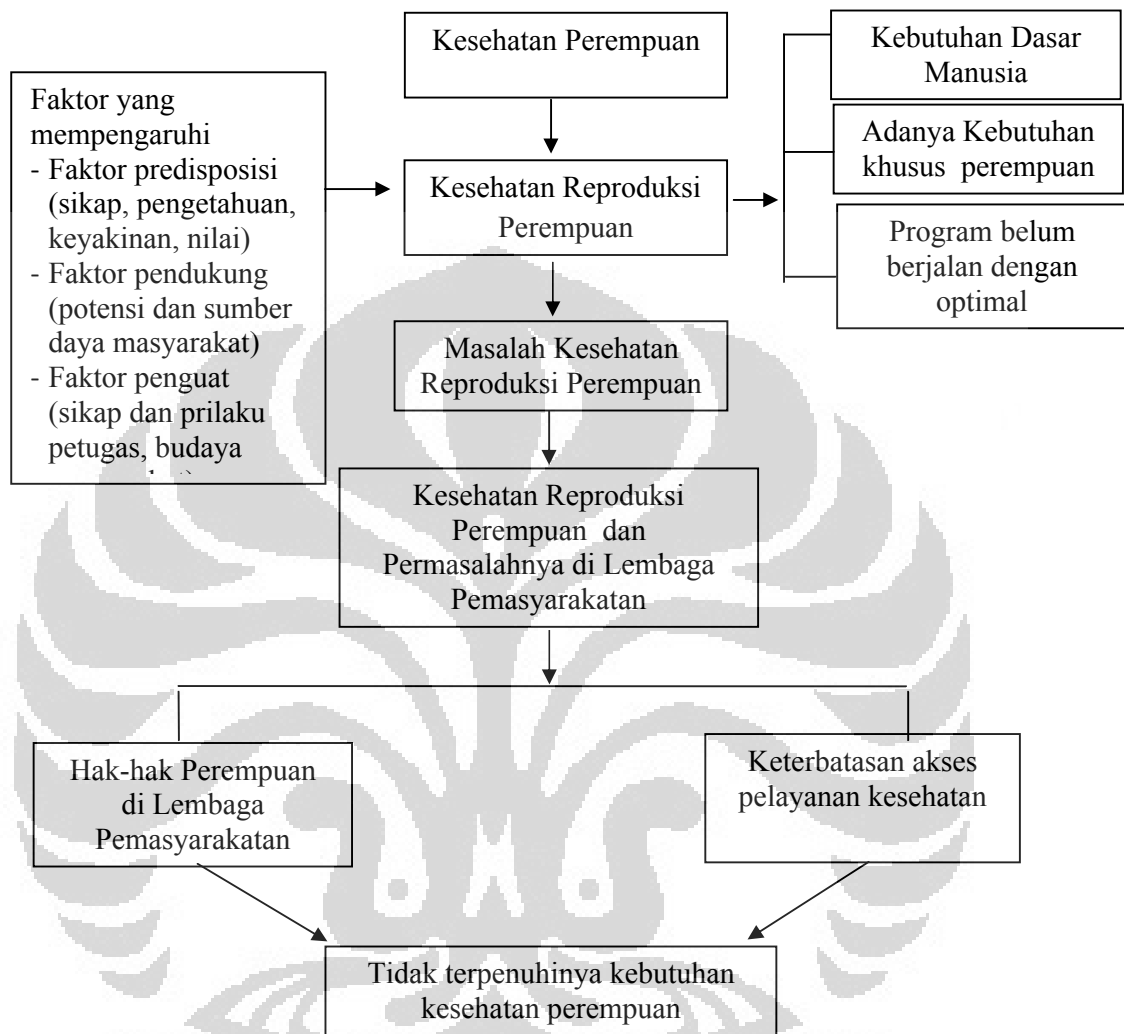 Kesehatan Perempuan
Kebutuhan Dasar
Manusia
Faktor yang
mempengaruhi
- Faktor predisposisi
(sikap, pengetahuan,
keyakinan, nilai)
- Faktor pendukung
(potensi dan sumber
daya masyarakat)
- Faktor penguat
(sikap dan prilaku
petugas, budaya
Kesehatan Reproduksi
Perempuan
Adanya Kebutuhan
khusus perempuan
Program belum
berjalan dengan
optimal
Masalah Kesehatan
Reproduksi Perempuan
Kesehatan Reproduksi
Perempuan dan
Permasalahnya di Lembaga
Pemasyarakatan
Hak-hak Perempuan
di Lembaga
Pemasyarakatan
Keterbatasan akses
pelayanan kesehatan
Tidak terpenuhinya kebutuhan
kesehatan perempuan